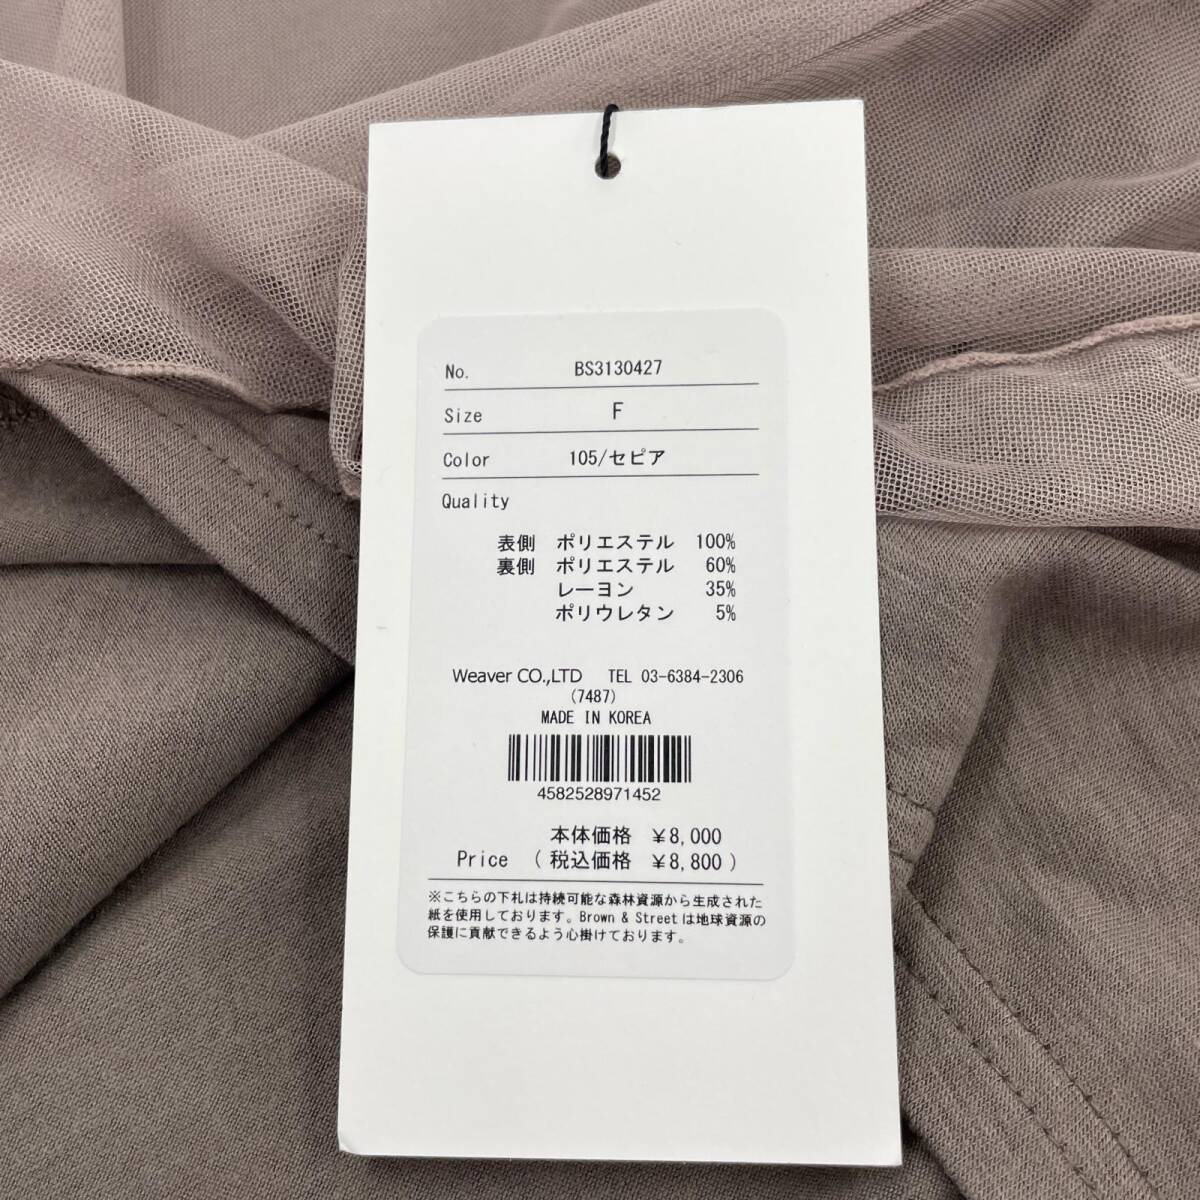 No. BS3130427
Size F
Color 105/セピア
Quality
表側 ポリエステル 100%
裏側 ポリエステル 60%
レーヨン 35%
ポリウレタン 5%
Weaver CO.,LTD TEL 03-6384-2306
(7487)
MADE IN KOREA
4582528971452
本体価格 ¥8,000
Price ( 税込価格 ¥8,800 )
※こちらの下札は持続可能な森林資源から生成された
紙を使用しております。Brown & Streetは地球資源の
保護に貢献できるよう心掛けております。